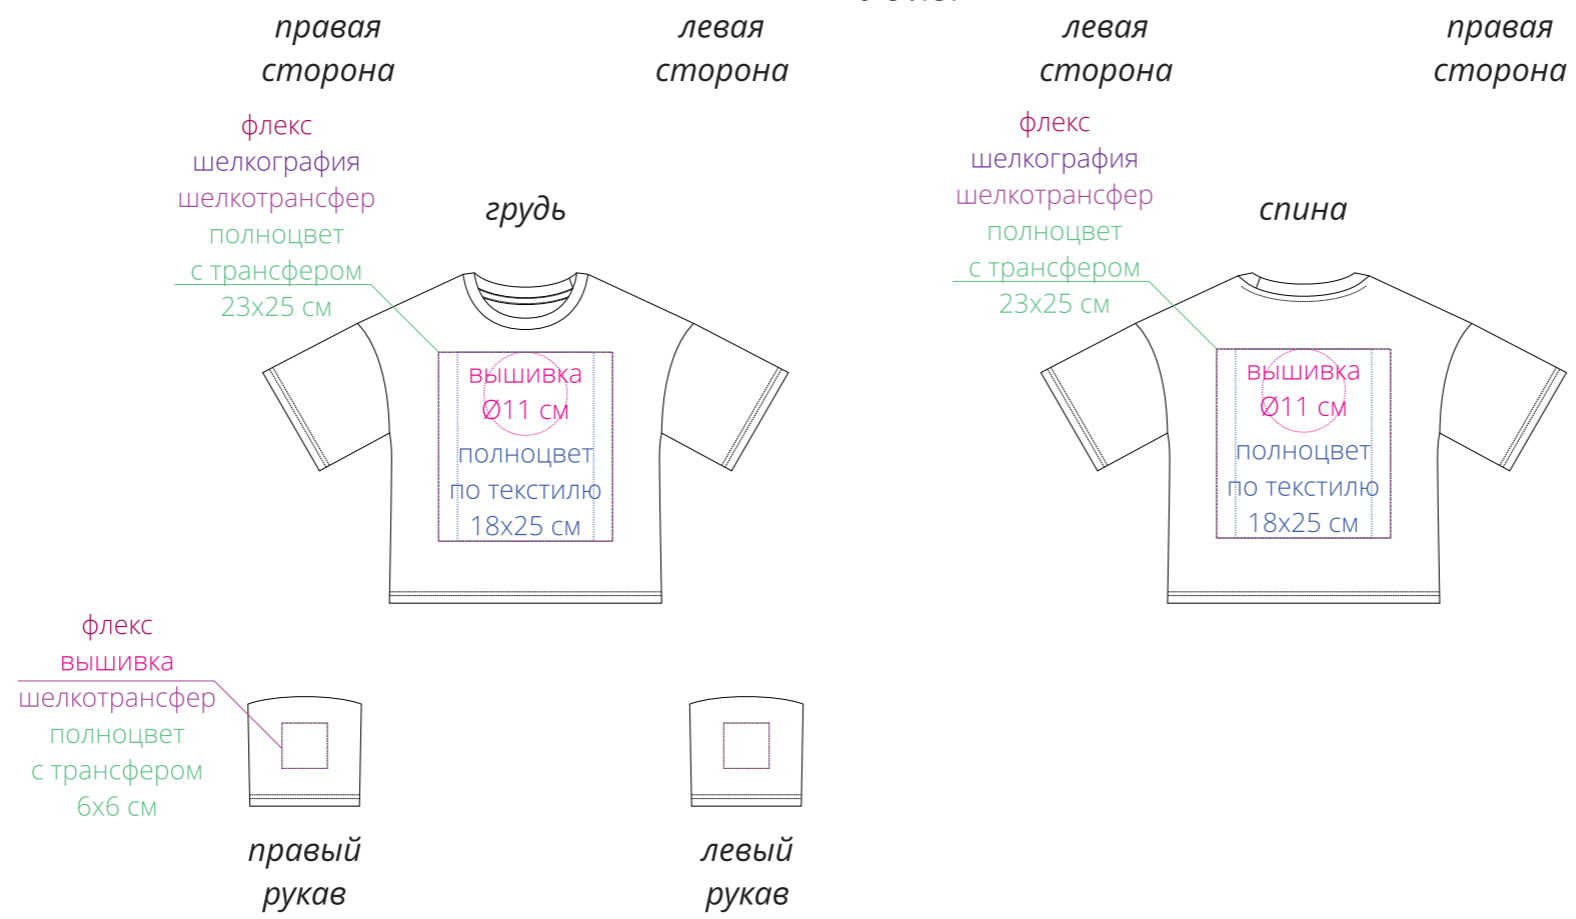 правая
сторона
левая
сторона
левая
сторона
правая
сторона
флекс
шелкография
шелкотрансфер
полноцвет
с трансфером
23х25 см
грудь
вышивка
Ø11 см
полноцвет
по текстилю
18х25 см
флекс
шелкография
шелкотрансфер
полноцвет
с трансфером
23х25 см
спина
вышивка
Ø11 см
полноцвет
по текстилю
18х25 см
флекс
вышивка
шелкотрансфер
полноцвет
с трансфером
6х6 см
правый
рукав
левый
рукав